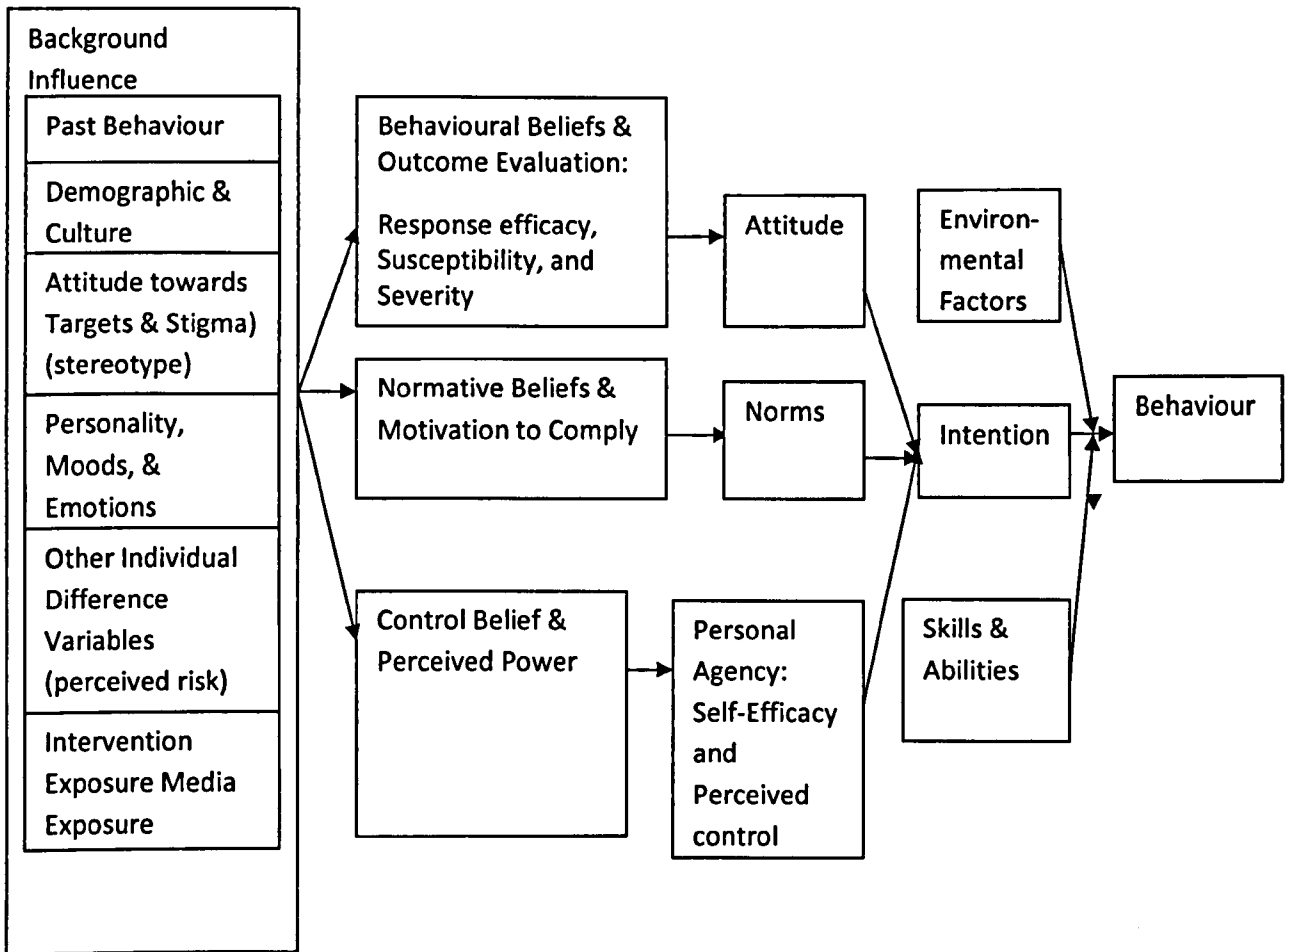 Background
Influence
Past Behaviour
Demographic &
Culture
Attitude towards
Targets & Stigma)
(stereotype)
Personality,
Moods, &
Emotions
Other Individual
Difference
Variables
(perceived risk)
Intervention
Exposure Media
Exposure
Behavioural Beliefs &
Outcome Evaluation:
Response efficacy,
Susceptibility, and
Severity
Normative Beliefs &
Motivation to Comply
Control Belief &
Perceived Power
Attitude
Norms
Personal
Agency:
Self-Efficacy
and
Perceived
control
Environ-
mental
Factors
Intention
Skills &
Abilities
Behaviour